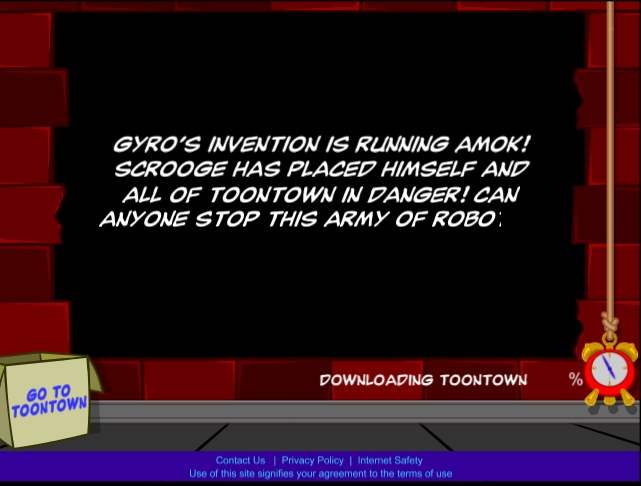 GYRO'S INVENTION IS RUNNING AMOK!
SCROOGE HAS PLACED HIMSELF AND
ALL OF TOONTOWN IN DANGER! CAN
ANYONE STOP THIS ARMY OF
DOWNLOADING TOONTOWN %
GO TO
TOONTOWN
Contact Us | Privacy Policy | Internet Safety
Use of this site signifies your agreement to the terms of use